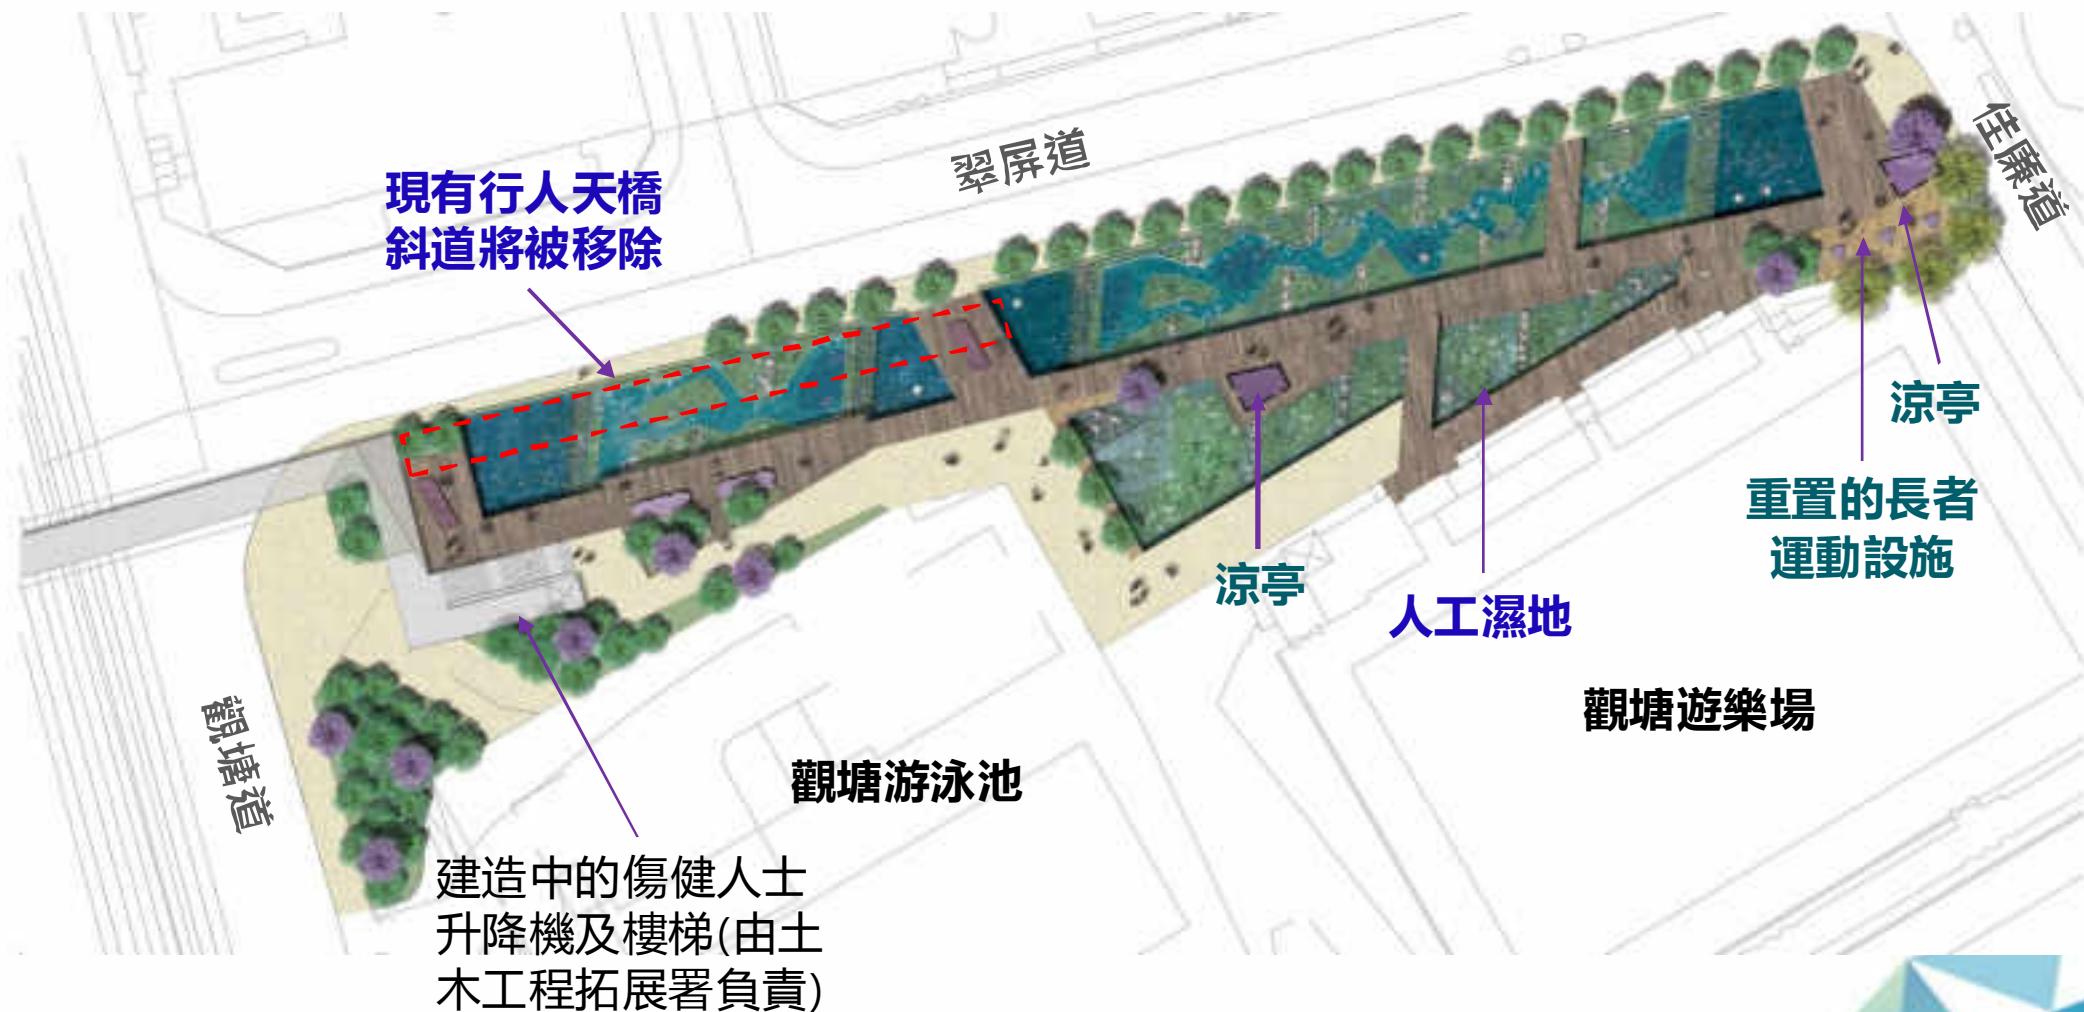 翠屏道
佳廉道
現有行人天橋
斜道將被移除
涼亭
重置的長者
運動設施
涼亭
人工濕地
觀塘遊樂場
觀塘道
觀塘游泳池
建造中的傷健人士
升降機及樓梯(由土
木工程拓展署負責)